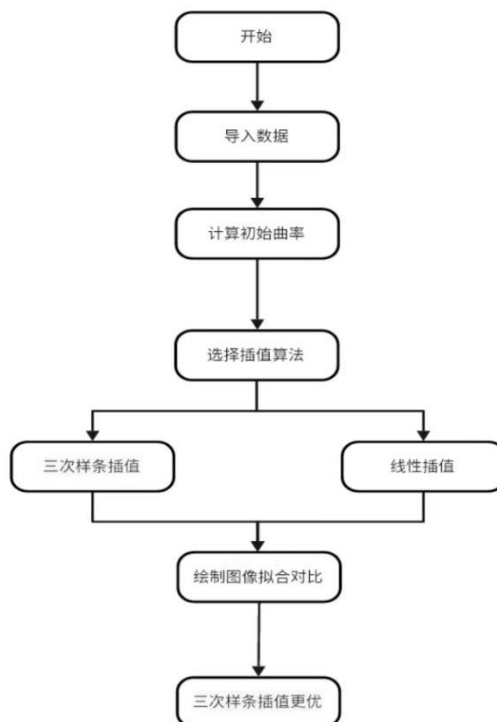 开始
导入数据
计算初始曲率
选择插值算法
三次样条插值
线性插值
绘制图像拟合对比
三次样条插值更优